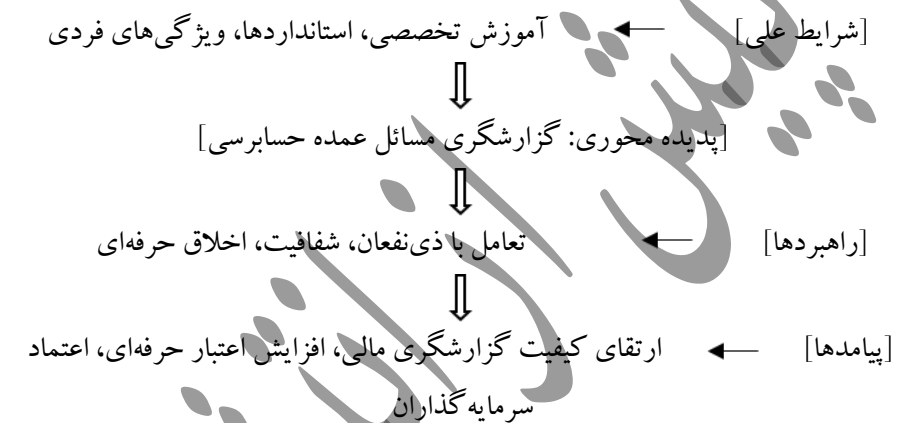 [شرایط علی] آموزش تخصصی، استانداردها، ویژگی‌های فردی
[پدیده محوری: گزارشگری مسائل عمده حسابرسی]
[راهبردها] تعامل با ذی‌نفعان، شفافیت، اخلاق حرفه‌ای
[پیامدها] ارتقای کیفیت گزارشگری مالی، افزایش اعتبار حرفه‌ای، اعتماد
سرمایه‌گذاران